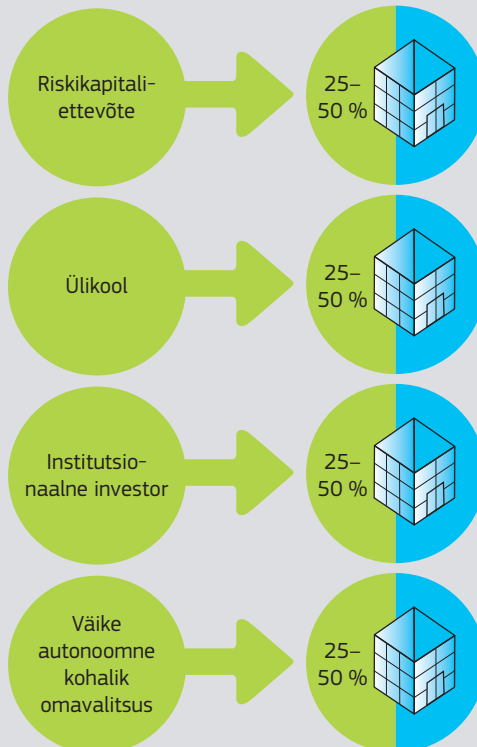 Riskikapitali-
ettevõte
25–
50 %
Ülikool
25–
50 %
Institutsio-
naalne investor
25–
50 %
Väike
autonoomne
kohalik
omavalitsus
25–
50 %